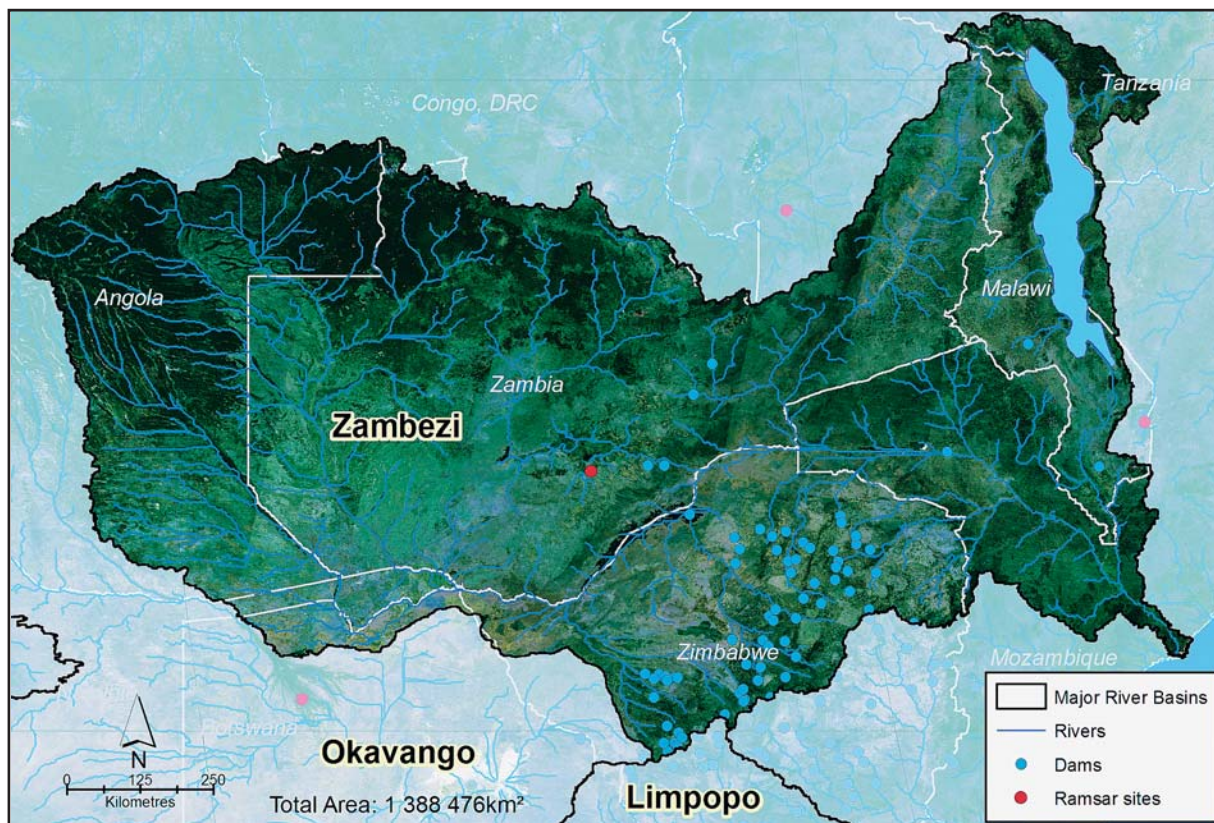 Congo, DRC
Tanzania
Angola
Malawi
Zambia
Zambezi
Zimbabwe
Mozambique
Botswana
N
Okavango
0 125 250
Kilometres
Total Area: 1 388 476km²
Limpopo
Major River Basins
Rivers
Dams
Ramsar sites